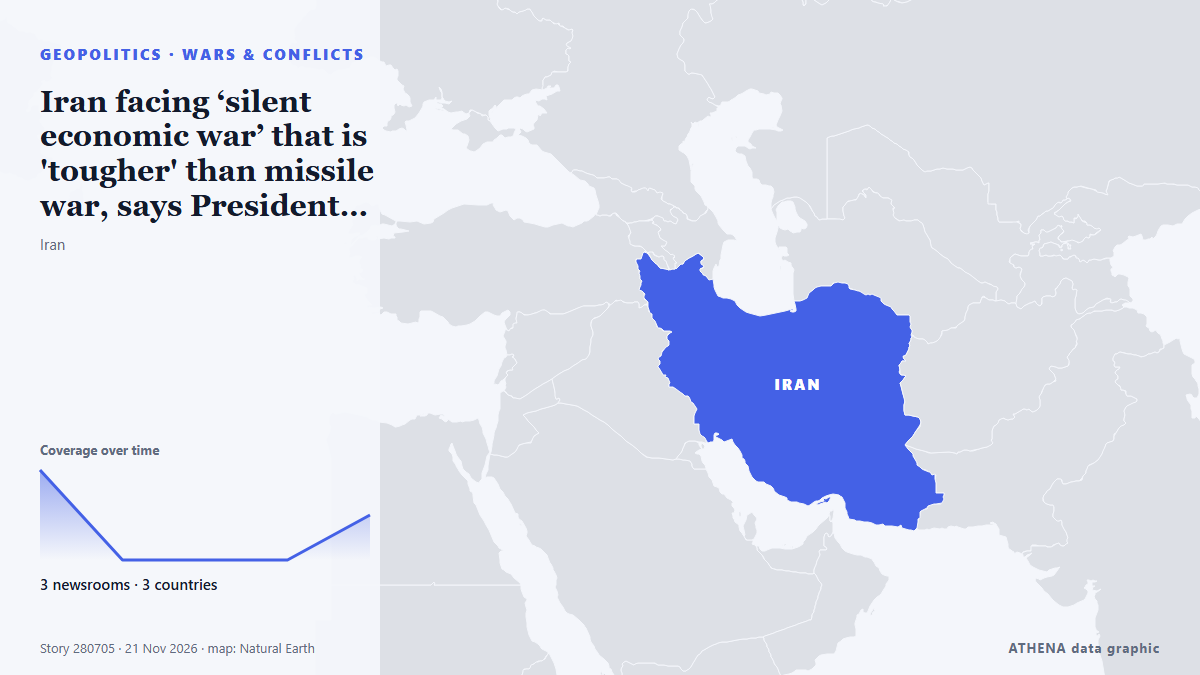 GEOPOLITICS · WARS & CONFLICTS
Iran facing ‘silent
economic war’ that is
'tougher' than missile
war, says President...
Iran
IRAN
Coverage over time
3 newsrooms · 3 countries
Story 280705 · 21 Nov 2026 · map: Natural Earth
ATHENA data graphic